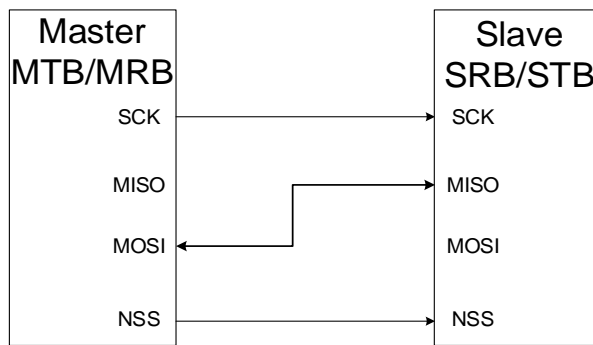 Master
MTB/MRB
SCK
MISO
MOSI
NSS
Slave
SRB/STB
SCK
MISO
MOSI
NSS